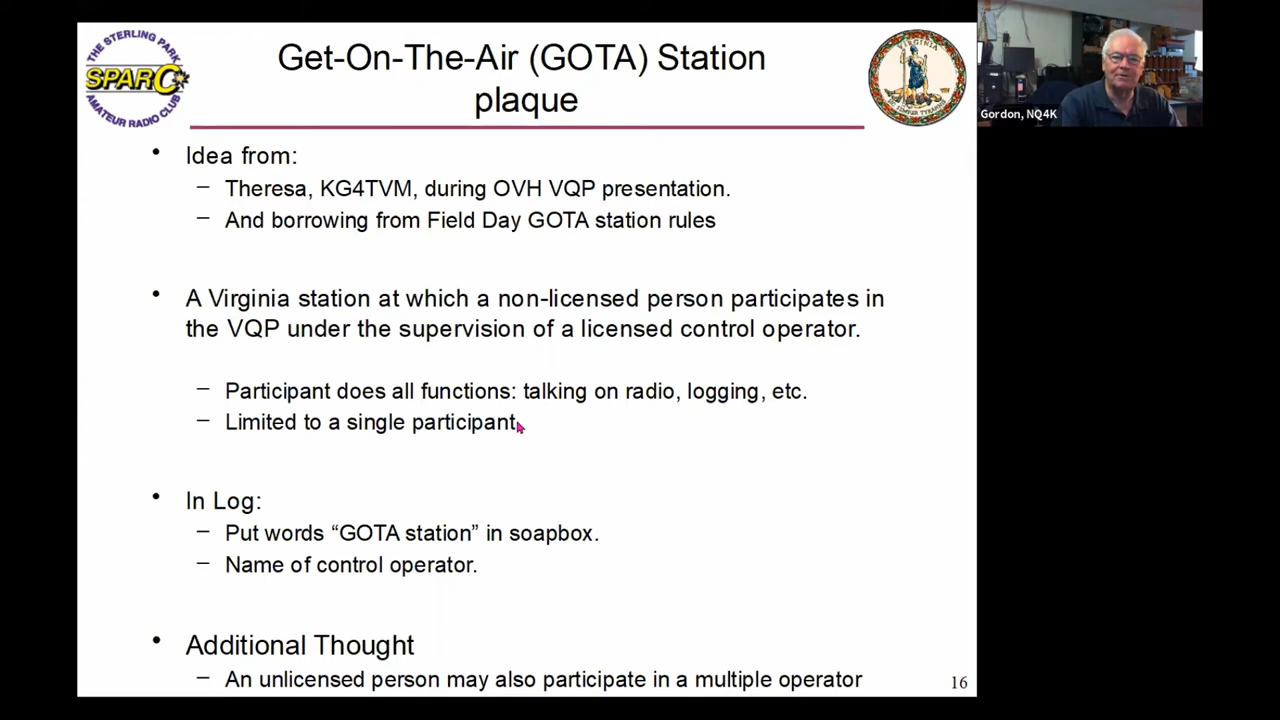 THE STERLING PARK
SPARC
AMATEUR RADIO CLUB
Get-On-The-Air (GOTA) Station
plaque
VIRGINIA
Gordon, NQ4K
• Idea from:
– Theresa, KG4TVM, during OVH VQP presentation.
– And borrowing from Field Day GOTA station rules
• A Virginia station at which a non-licensed person participates in
the VQP under the supervision of a licensed control operator.
– Participant does all functions: talking on radio, logging, etc.
– Limited to a single participant.
• In Log:
– Put words “GOTA station” in soapbox.
– Name of control operator.
• Additional Thought
– An unlicensed person may also participate in a multiple operator
16